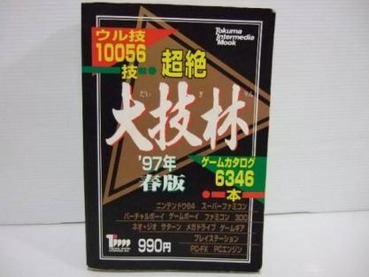 Tokuma
Intermedia
Mook
ウル技
10056
技
超絶
だい ぎ りん
大技林
'97年
春版
ゲームカタログ
6346
本
ニンテンドウ64 スーパーファミコン
バーチャルボーイ ゲームボーイ ファミコン 3DO
ネオ・ジオ サターン メガドライブ ゲームギア
プレイステーション
PC-FX PCエンジン
990円